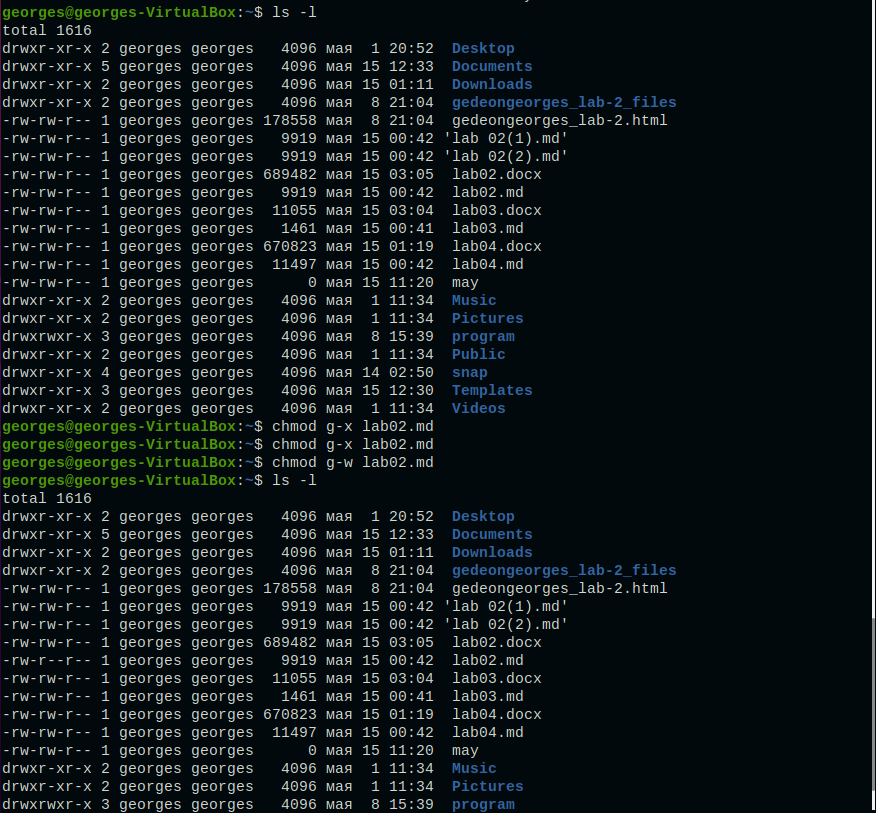 georges@georges-VirtualBox:~$ ls -l
total 1616
drwxr-xr-x 2 georges georges   4096 мая  1 20:52  Desktop
drwxr-xr-x 5 georges georges   4096 мая 15 12:33  Documents
drwxr-xr-x 2 georges georges   4096 мая 15 01:11  Downloads
drwxr-xr-x 2 georges georges   4096 мая  8 21:04  gedeongeorges_lab-2_files
-rw-rw-r-- 1 georges georges 178558 мая  8 21:04  gedeongeorges_lab-2.html
-rw-rw-r-- 1 georges georges   9919 мая 15 00:42 'lab 02(1).md'
-rw-rw-r-- 1 georges georges   9919 мая 15 00:42 'lab 02(2).md'
-rw-rw-r-- 1 georges georges 689482 мая 15 03:05  lab02.docx
-rw-rw-r-- 1 georges georges   9919 мая 15 00:42  lab02.md
-rw-rw-r-- 1 georges georges  11055 мая 15 03:04  lab03.docx
-rw-rw-r-- 1 georges georges   1461 мая 15 00:41  lab03.md
-rw-rw-r-- 1 georges georges 670823 мая 15 01:19  lab04.docx
-rw-rw-r-- 1 georges georges  11497 мая 15 00:42  lab04.md
-rw-rw-r-- 1 georges georges      0 мая 15 11:20  may
drwxr-xr-x 2 georges georges   4096 мая  1 11:34  Music
drwxr-xr-x 2 georges georges   4096 мая  1 11:34  Pictures
drwxrwxr-x 3 georges georges   4096 мая  8 15:39  program
drwxr-xr-x 2 georges georges   4096 мая  1 11:34  Public
drwxr-xr-x 4 georges georges   4096 мая 14 02:50  snap
drwxr-xr-x 3 georges georges   4096 мая 15 12:30  Templates
drwxr-xr-x 2 georges georges   4096 мая  1 11:34  Videos
georges@georges-VirtualBox:~$ chmod g-x lab02.md
georges@georges-VirtualBox:~$ chmod g-x lab02.md
georges@georges-VirtualBox:~$ chmod g-w lab02.md
georges@georges-VirtualBox:~$ ls -l
total 1616
drwxr-xr-x 2 georges georges   4096 мая  1 20:52  Desktop
drwxr-xr-x 5 georges georges   4096 мая 15 12:33  Documents
drwxr-xr-x 2 georges georges   4096 мая 15 01:11  Downloads
drwxr-xr-x 2 georges georges   4096 мая  8 21:04  gedeongeorges_lab-2_files
-rw-rw-r-- 1 georges georges 178558 мая  8 21:04  gedeongeorges_lab-2.html
-rw-rw-r-- 1 georges georges   9919 мая 15 00:42 'lab 02(1).md'
-rw-rw-r-- 1 georges georges   9919 мая 15 00:42 'lab 02(2).md'
-rw-rw-r-- 1 georges georges 689482 мая 15 03:05  lab02.docx
-rw-r--r-- 1 georges georges   9919 мая 15 00:42  lab02.md
-rw-rw-r-- 1 georges georges  11055 мая 15 03:04  lab03.docx
-rw-rw-r-- 1 georges georges   1461 мая 15 00:41  lab03.md
-rw-rw-r-- 1 georges georges 670823 мая 15 01:19  lab04.docx
-rw-rw-r-- 1 georges georges  11497 мая 15 00:42  lab04.md
-rw-rw-r-- 1 georges georges      0 мая 15 11:20  may
drwxr-xr-x 2 georges georges   4096 мая  1 11:34  Music
drwxr-xr-x 2 georges georges   4096 мая  1 11:34  Pictures
drwxrwxr-x 3 georges georges   4096 мая  8 15:39  program